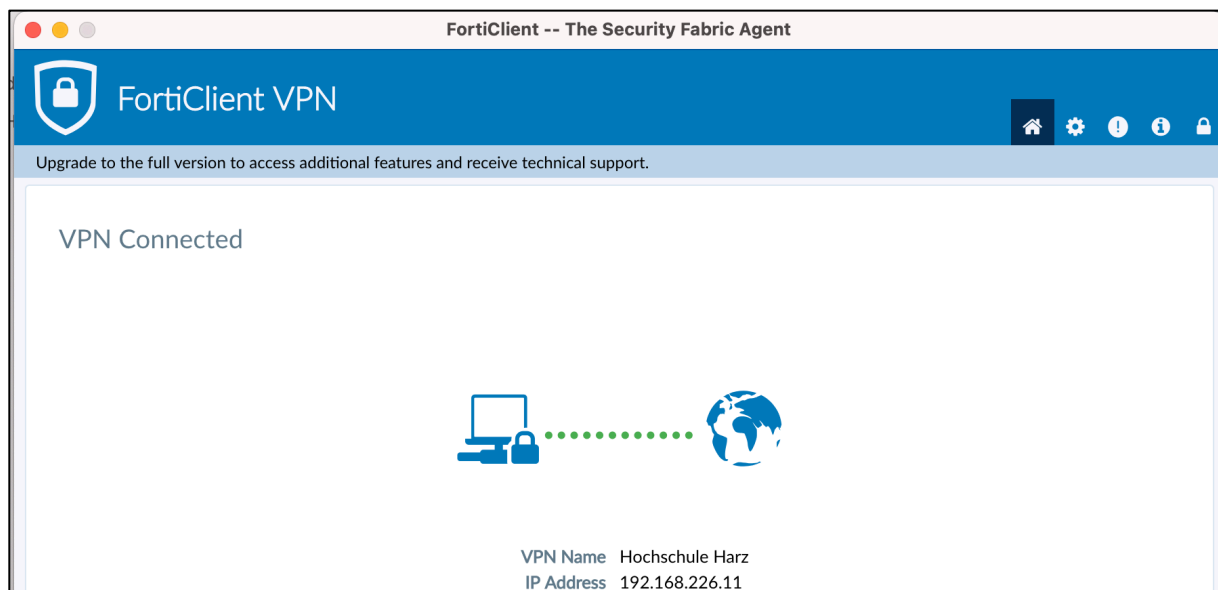 FortiClient -- The Security Fabric Agent
FortiClient VPN
Upgrade to the full version to access additional features and receive technical support.
VPN Connected
VPN Name Hochschule Harz
IP Address 192.168.226.11